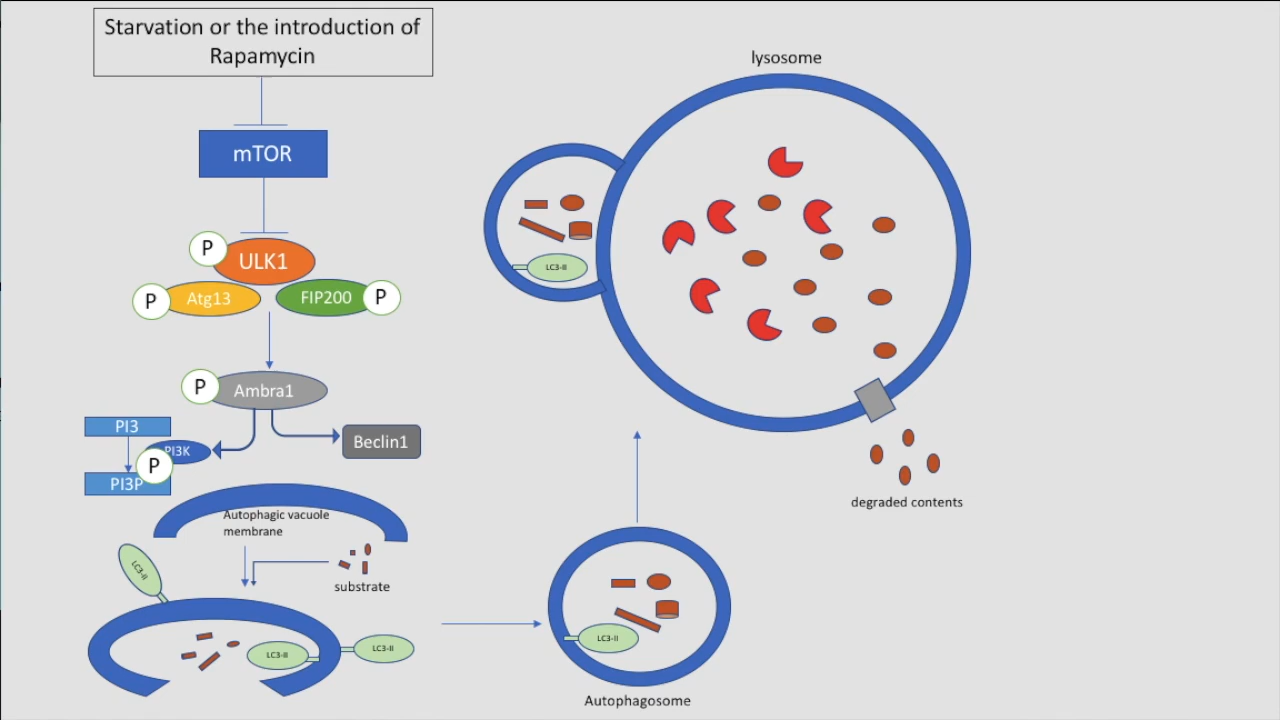 Starvation or the introduction of
Rapamycin
mTOR
P
ULK1
P
Atg13
FIP200
P
P
Ambra1
PI3
PI3K
P
PI3P
Beclin1
Autophagic vacuole
membrane
substrate
LC3-II
LC3-II
LC3-II
LC3-II
Autophagosome
LC3-II
lysosome
degraded contents